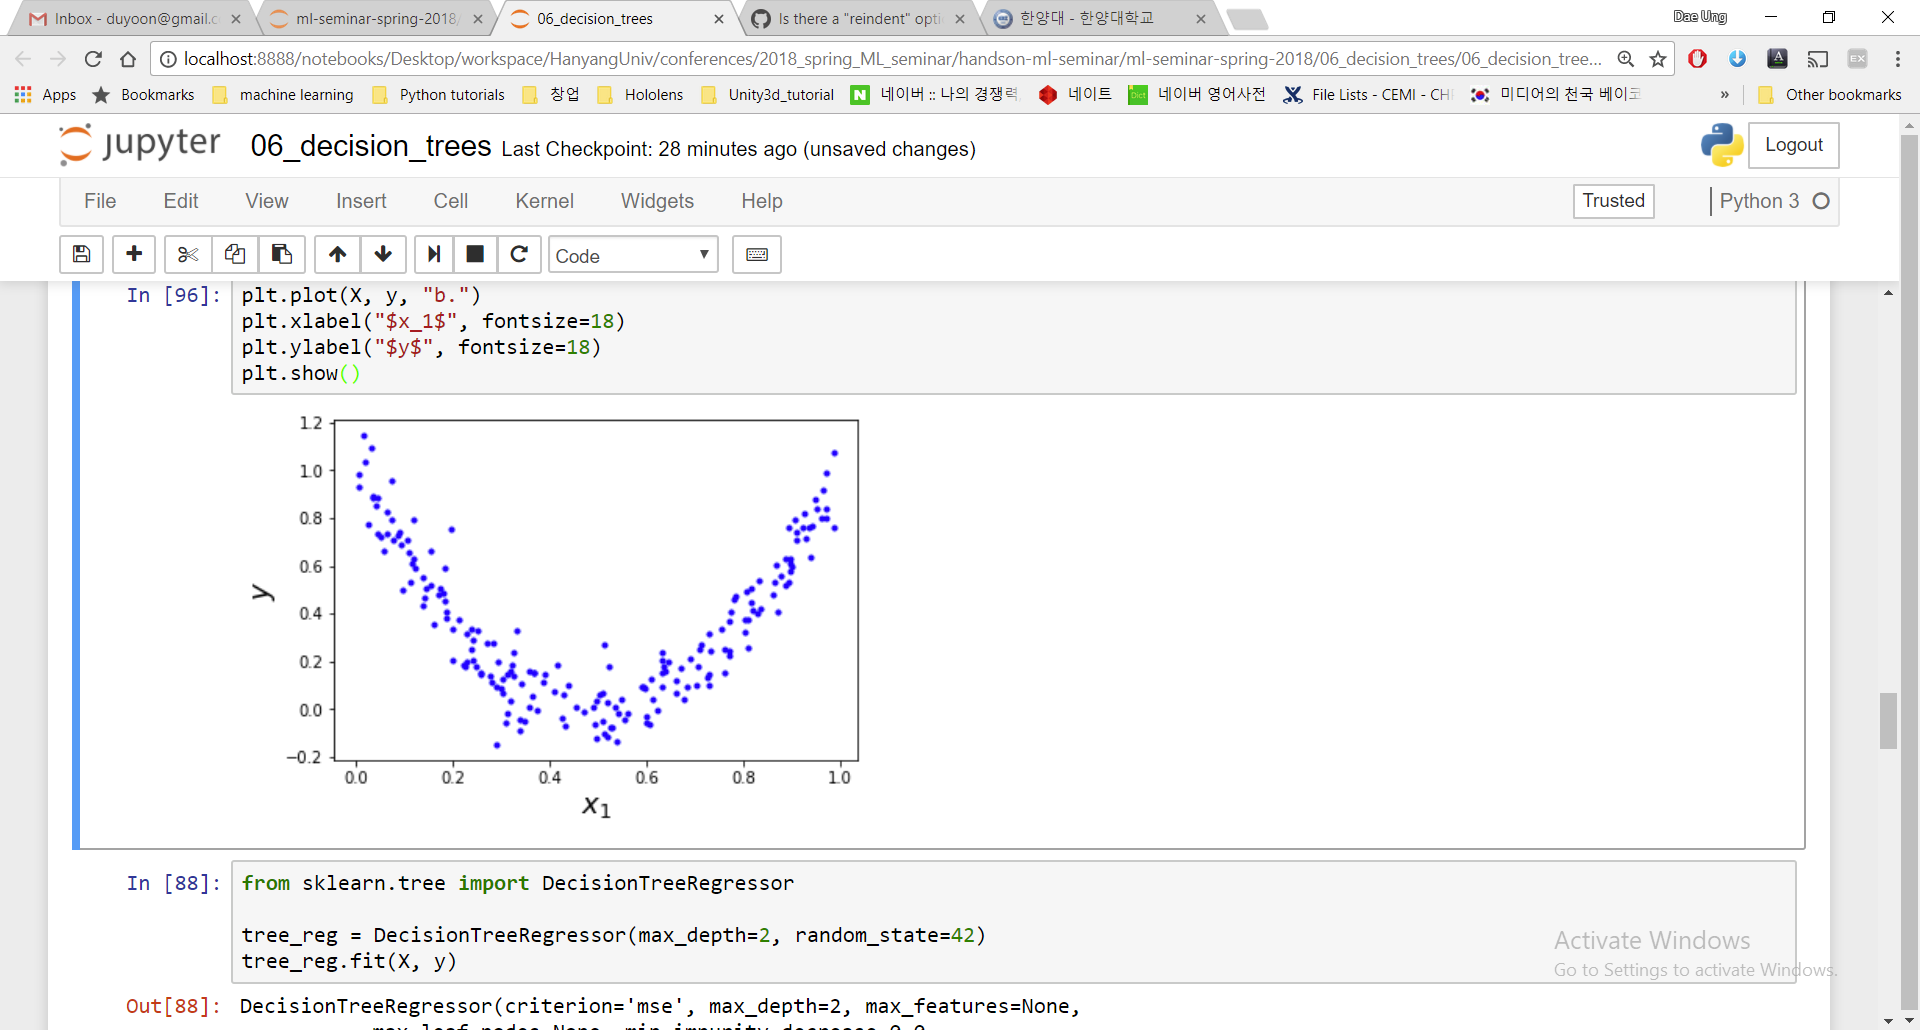 Inbox - duyoon@gmail.c
ml-seminar-spring-2018/
06_decision_trees
Is there a "reindent" opti
한양대 - 한양대학교
Dae Ung
localhost:8888/notebooks/Desktop/workspace/HanyangUniv/conferences/2018_spring_ML_seminar/handson-ml-seminar/ml-seminar-spring-2018/06_decision_trees/06_decision_tree...
Apps
Bookmarks
machine learning
Python tutorials
창업
Hololens
Unity3d_tutorial
네이버 :: 나의 경쟁력,
네이트
Dict
네이버 영어사전
File Lists - CEMI - CHI
미디어의 천국 베이코
»
Other bookmarks
jupyter
06_decision_trees Last Checkpoint: 28 minutes ago (unsaved changes)
Logout
File Edit View Insert Cell Kernel Widgets Help
Trusted
Python 3
Code
In [96]: plt.plot(X, y, "b.")
plt.xlabel("$x_1$", fontsize=18)
plt.ylabel("$y$", fontsize=18)
plt.show()
1.2
1.0
0.8
0.6
0.4
0.2
0.0
−0.2
y
0.0 0.2 0.4 0.6 0.8 1.0
x1
In [88]: from sklearn.tree import DecisionTreeRegressor
tree_reg = DecisionTreeRegressor(max_depth=2, random_state=42)
tree_reg.fit(X, y)
Activate Windows
Go to Settings to activate Windows.
Out[88]: DecisionTreeRegressor(criterion='mse', max_depth=2, max_features=None,